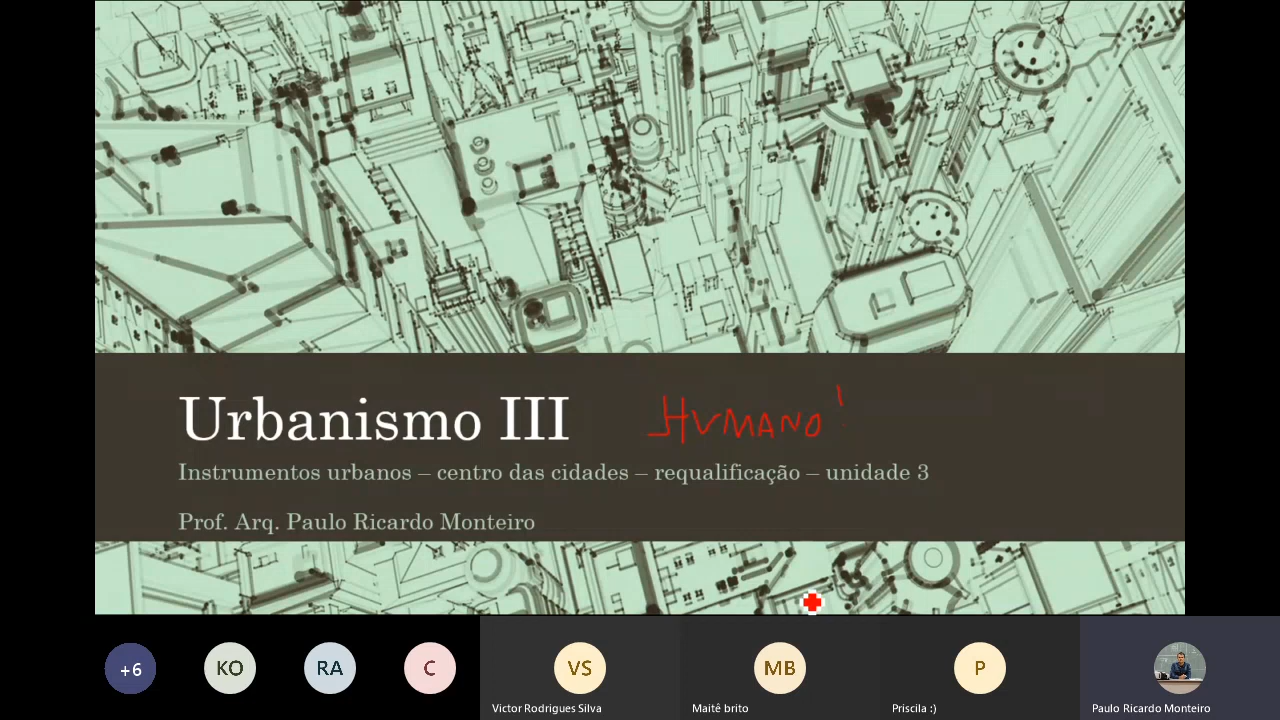 Urbanismo III HUMANO!
Instrumentos urbanos – centro das cidades – requalificação – unidade 3
Prof. Arq. Paulo Ricardo Monteiro
+6 KO RA C VS MB P
Victor Rodrigues Silva Maitê brito Priscila :) Paulo Ricardo Monteiro